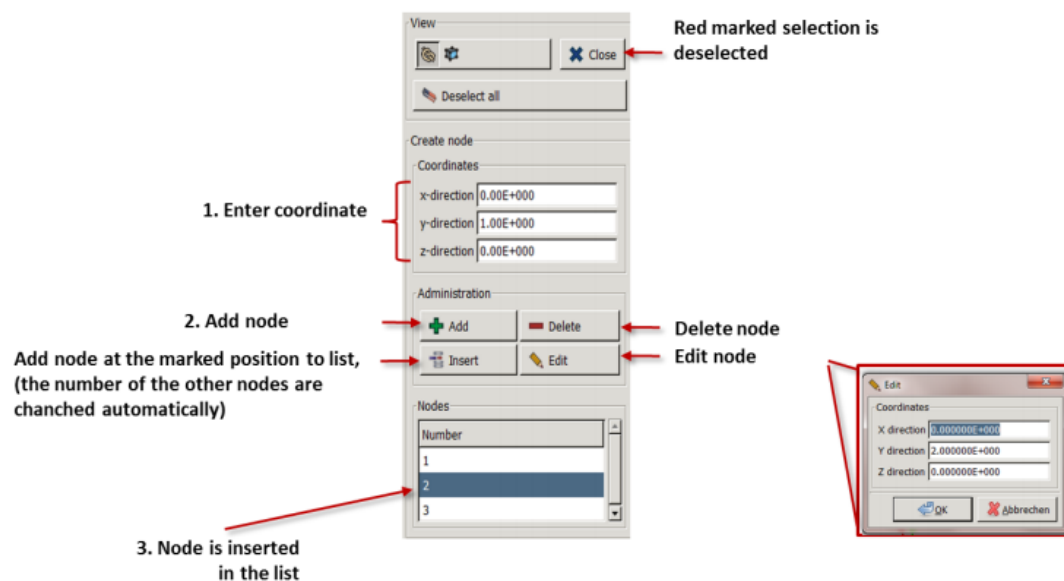 View
Close
Deselect all
Red marked selection is
deselected
Create node
Coordinates
x-direction 0.00E+000
y-direction 1.00E+000
z-direction 0.00E+000
1. Enter coordinate
Administration
Add
Delete
Insert
Edit
2. Add node
Add node at the marked position to list,
(the number of the other nodes are
chanched automatically)
Delete node
Edit node
Nodes
Number
1
2
3
3. Node is inserted
in the list
Edit
Coordinates
X direction 0.000000E+000
Y direction 2.000000E+000
Z direction 0.000000E+000
OK
Abbrechen